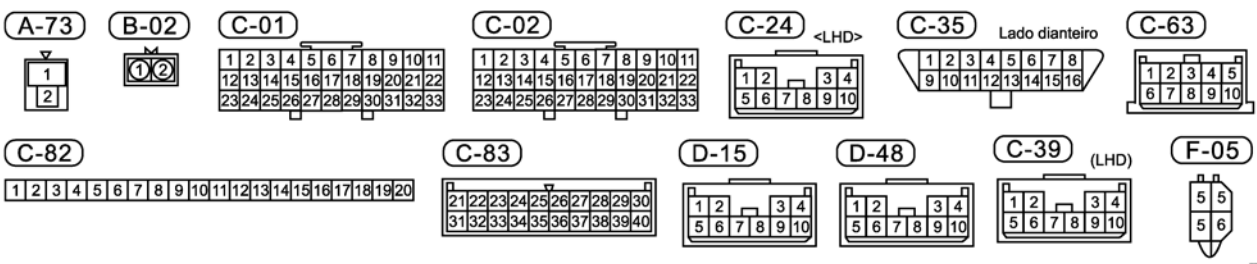 A-73 B-02 C-01 C-02 C-24 <LHD> C-35 Lado dianteiro C-63
1
2
1 2
1 2 3 4 5 6 7 8 9 10 11
12 13 14 15 16 17 18 19 20 21 22
23 24 25 26 27 28 29 30 31 32 33
1 2 3 4 5 6 7 8 9 10 11
12 13 14 15 16 17 18 19 20 21 22
23 24 25 26 27 28 29 30 31 32 33
1 2 3 4
5 6 7 8 9 10
1 2 3 4 5 6 7 8
9 10 11 12 13 14 15 16
1 2 3 4 5
6 7 8 9 10
C-82 C-83 D-15 D-48 C-39 (LHD) F-05
1 2 3 4 5 6 7 8 9 10 11 12 13 14 15 16 17 18 19 20
21 22 23 24 25 26 27 28 29 30
31 32 33 34 35 36 37 38 39 40
1 2 3 4
5 6 7 8 9 10
1 2 3 4
5 6 7 8 9 10
1 2 3 4
5 6 7 8 9 10
5 5
5 6